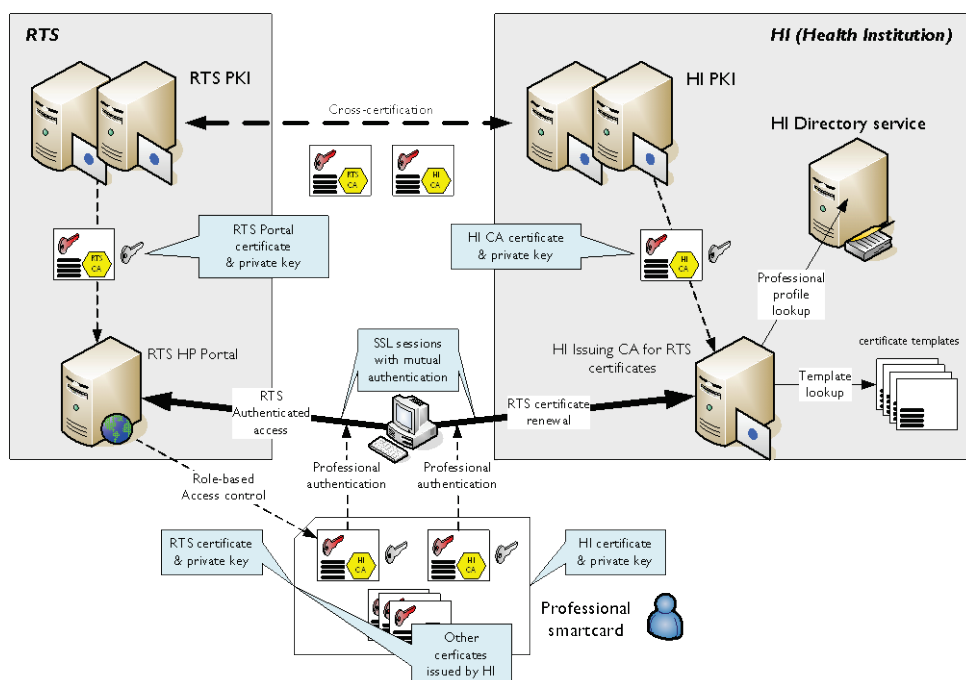 RTS
HI (Health Institution)
RTS PKI
HI PKI
Cross-certification
HI Directory service
RTS
CA
HI
CA
RTS Portal
certificate
& private key
RTS
CA
HI CA certificate
& private key
HI
CA
Professional
profile
lookup
RTS HP Portal
SSL sessions
with mutual
authentication
HI Issuing CA for RTS
certificates
certificate templates
Template
lookup
RTS
Authenticated
access
RTS certificate
renewal
Role-based
Access control
Professional
authentication
Professional
authentication
RTS certificate
& private key
HI
CA
HI
CA
HI certificate
& private key
Professional
smartcard
Other
cerficates
issued by HI